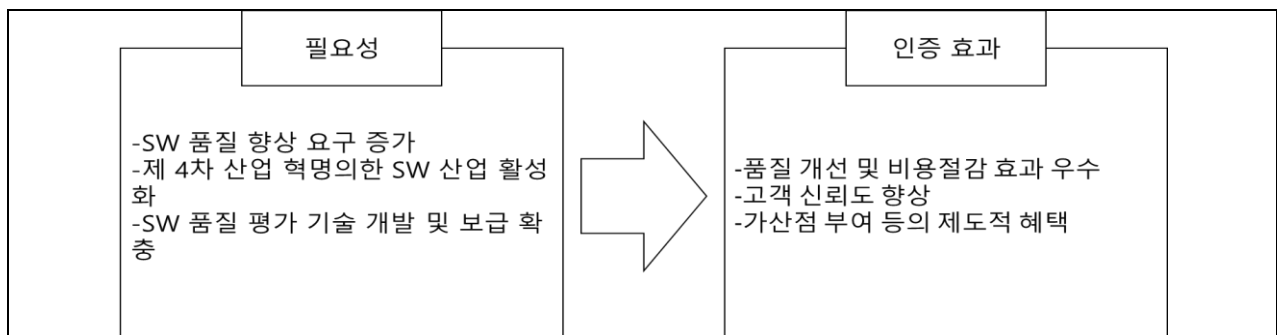 필요성
-SW 품질 향상 요구 증가
-제 4차 산업 혁명의한 SW 산업 활성
화
-SW 품질 평가 기술 개발 및 보급 확
충
인증 효과
-품질 개선 및 비용절감 효과 우수
-고객 신뢰도 향상
-가산점 부여 등의 제도적 혜택